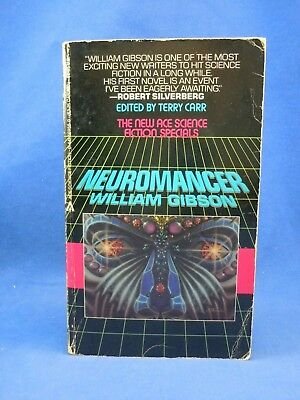 "WILLIAM GIBSON IS ONE OF THE MOST
EXCITING NEW WRITERS TO HIT SCIENCE
FICTION IN A LONG WHILE.
HIS FIRST NOVEL IS AN EVENT
I'VE BEEN EAGERLY AWAITING."
—ROBERT SILVERBERG
EDITED BY TERRY CARR
THE NEW ACE SCIENCE
FICTION SPECIALS
NEUROMANCER
WILLIAM GIBSON